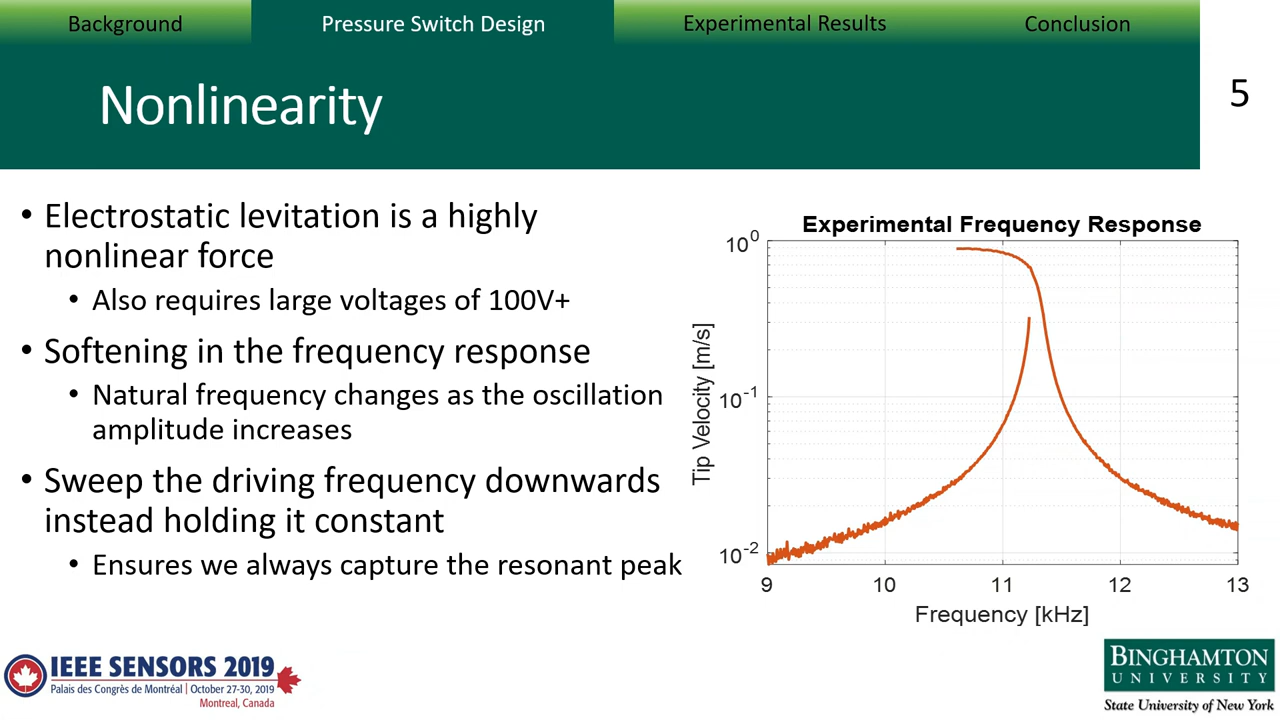 Background
Pressure Switch Design
Experimental Results
Conclusion
Nonlinearity
5
• Electrostatic levitation is a highly
nonlinear force
• Also requires large voltages of 100V+
• Softening in the frequency response
• Natural frequency changes as the oscillation
amplitude increases
• Sweep the driving frequency downwards
instead holding it constant
• Ensures we always capture the resonant peak
Experimental Frequency Response
10^0
10^-1
10^-2
Tip Velocity [m/s]
9 10 11 12 13
Frequency [kHz]
IEEE SENSORS 2019
Palais des Congrès de Montréal | October 27-30, 2019
Montreal, Canada
BINGHAMTON
UNIVERSITY
State University of New York